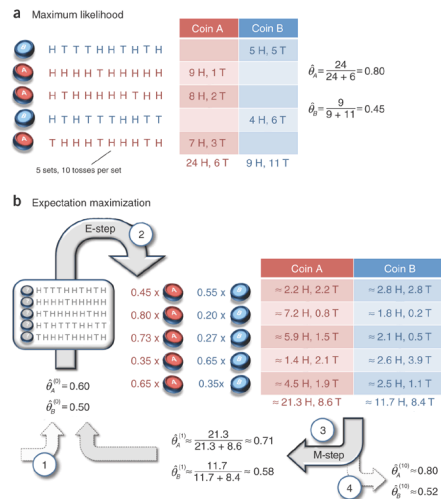 a Maximum likelihood
Coin A Coin B
B H T T T H H T H T H 5 H, 5 T
A H H H H T H H H H H 9 H, 1 T
A H T H H H H H T H H 8 H, 2 T
B H T H T T T H H T T 4 H, 6 T
A T H H H T H H H T H 7 H, 3 T
24 H, 6 T 9 H, 11 T
5 sets, 10 tosses per set
θ̂A = 24 / (24 + 6) = 0.80
θ̂B = 9 / (9 + 11) = 0.45
b Expectation maximization
E-step
2
Coin A Coin B
H T T T H H T H T H
H H H H T H H H H H
H T H H H H H T H H
H T H T T T H H T T
T H H H T H H H T H
0.45 x A 0.55 x B ≈ 2.2 H, 2.2 T ≈ 2.8 H, 2.8 T
0.80 x A 0.20 x B ≈ 7.2 H, 0.8 T ≈ 1.8 H, 0.2 T
0.73 x A 0.27 x B ≈ 5.9 H, 1.5 T ≈ 2.1 H, 0.5 T
0.35 x A 0.65 x B ≈ 1.4 H, 2.1 T ≈ 2.6 H, 3.9 T
0.65 x A 0.35x B ≈ 4.5 H, 1.9 T ≈ 2.5 H, 1.1 T
≈ 21.3 H, 8.6 T ≈ 11.7 H, 8.4 T
θ̂A(0) = 0.60
θ̂B(0) = 0.50
1
θ̂A(1) ≈ 21.3 / (21.3 + 8.6) ≈ 0.71
θ̂B(1) ≈ 11.7 / (11.7 + 8.4) ≈ 0.58
3
M-step
4
θ̂A(10) ≈ 0.80
θ̂B(10) ≈ 0.52